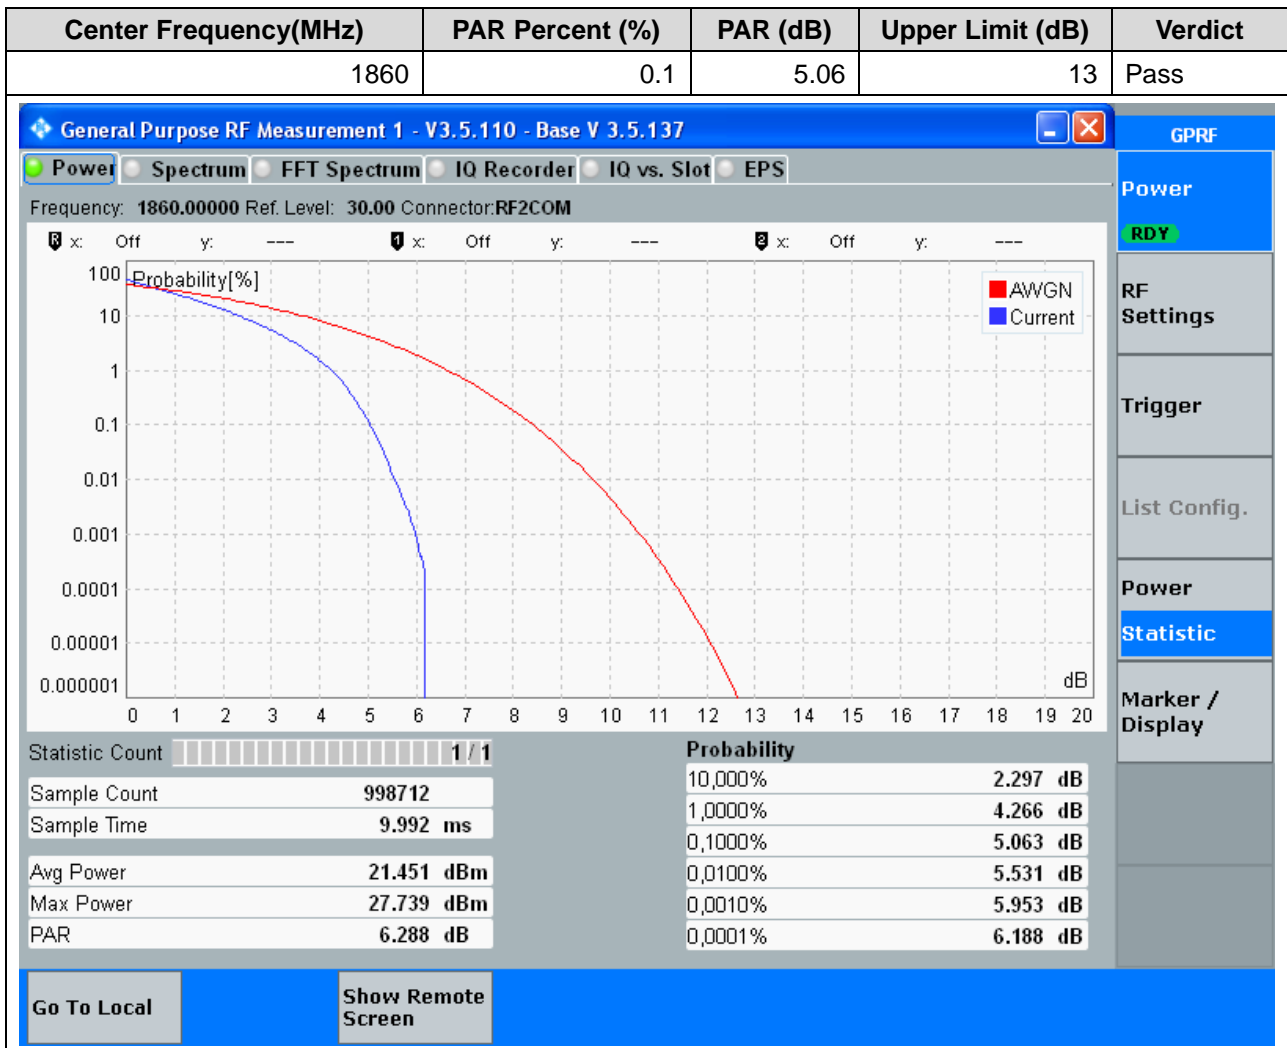 Center Frequency(MHz) PAR Percent (%) PAR (dB) Upper Limit (dB) Verdict
1860 0.1 5.06 13 Pass
General Purpose RF Measurement 1 - V3.5.110 - Base V 3.5.137
GPRF
Power Spectrum FFT Spectrum IQ Recorder IQ vs. Slot EPS
Power
RDY
Frequency: 1860.00000 Ref. Level: 30.00 Connector:RF2COM
R x: Off y: --- 1 x: Off y: --- 2 x: Off y: ---
Probability[%]
AWGN
Current
100
10
1
0.1
0.01
0.001
0.0001
0.00001
0.000001
dB
0 1 2 3 4 5 6 7 8 9 10 11 12 13 14 15 16 17 18 19 20
RF
Settings
Trigger
List Config.
Power
Statistic
Marker /
Display
Statistic Count 1 / 1
Sample Count 998712
Sample Time 9.992 ms
Avg Power 21.451 dBm
Max Power 27.739 dBm
PAR 6.288 dB
Probability
10,000% 2.297 dB
1,0000% 4.266 dB
0,1000% 5.063 dB
0,0100% 5.531 dB
0,0010% 5.953 dB
0,0001% 6.188 dB
Go To Local
Show Remote
Screen